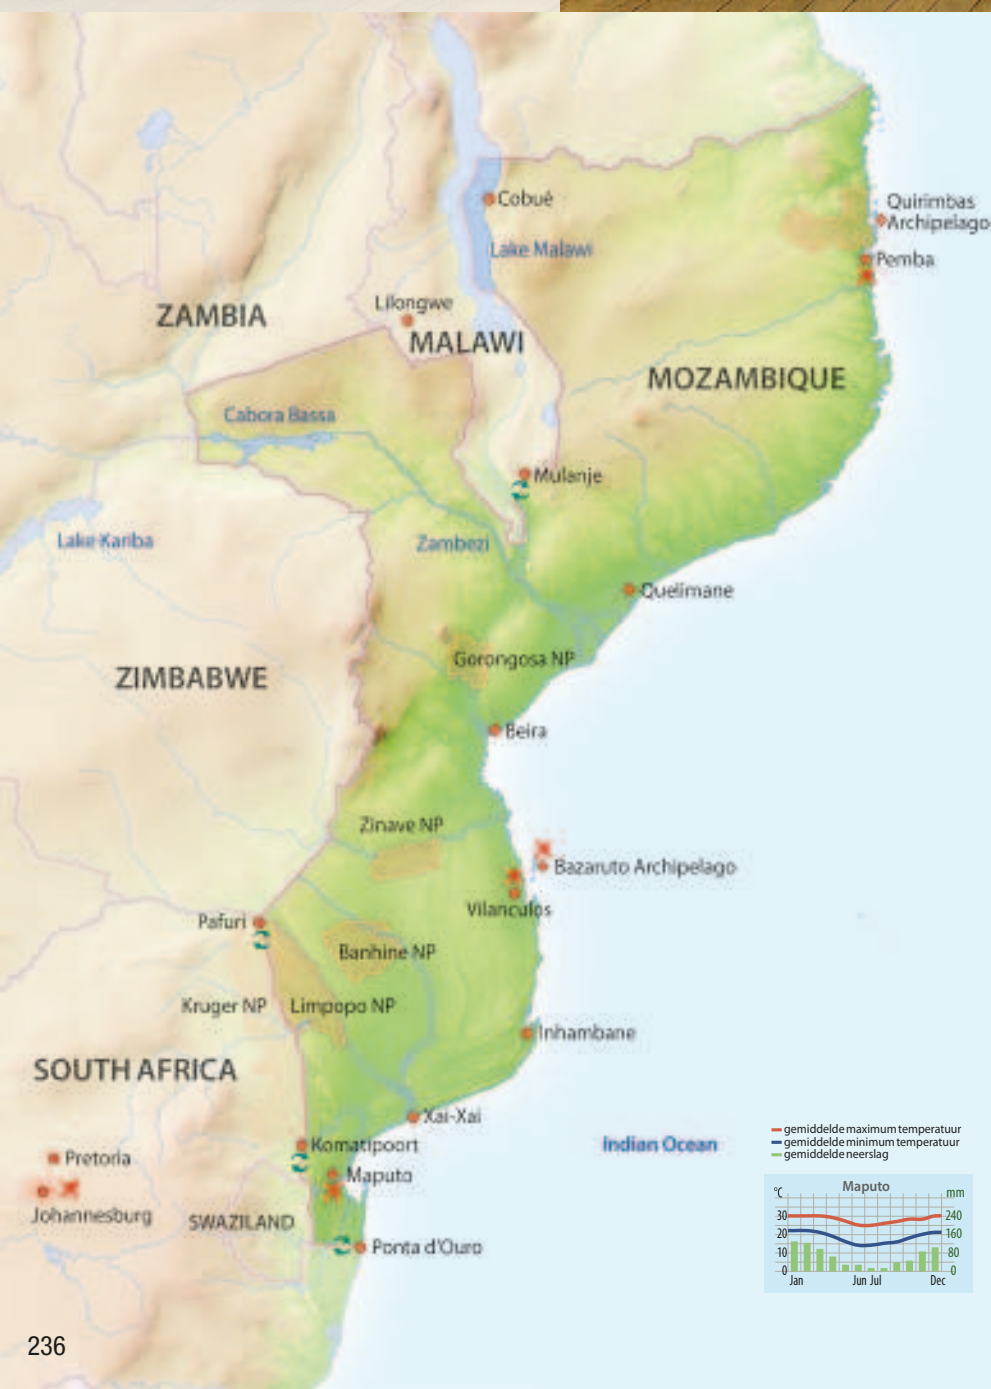 Cobué
Quirimbas
Archipelago
Lake Malawi
Pemba
Lilongwe
ZAMBIA
MALAWI
MOZAMBIQUE
Cabora Bassa
Mulanje
Lake Kariba
Zambezi
Quelimane
Gorongosa NP
ZIMBABWE
Beira
Zinave NP
Bazaruto Archipelago
Vilanculos
Pafuri
Banhine NP
Kruger NP
Limpopo NP
Inhambane
SOUTH AFRICA
Xai-Xai
Komatipoort
Indian Ocean
Pretoria
Maputo
Johannesburg
SWAZILAND
Ponta d'Ouro
gemiddelde maximum temperatuur
gemiddelde minimum temperatuur
gemiddelde neerslag
Maputo
°C mm
30 240
20 160
10 80
0 0
Jan Jun Jul Dec
236